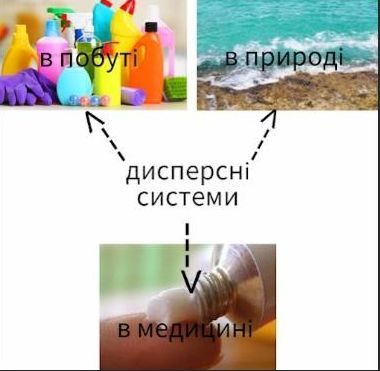 в побуті
в природі
дисперсні
системи
в медицині